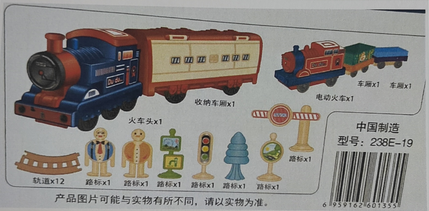 收纳车厢x1
车厢x1
车厢x1
电动火车x1
火车头x1
中国制造
型号：238E-19
轨道x12
路标x1
路标x1
路标x1
路标x1
路标x1
路标x1
路标x1
6 959162 601355
产品图片可能与实物有所不同，请以实物为准。